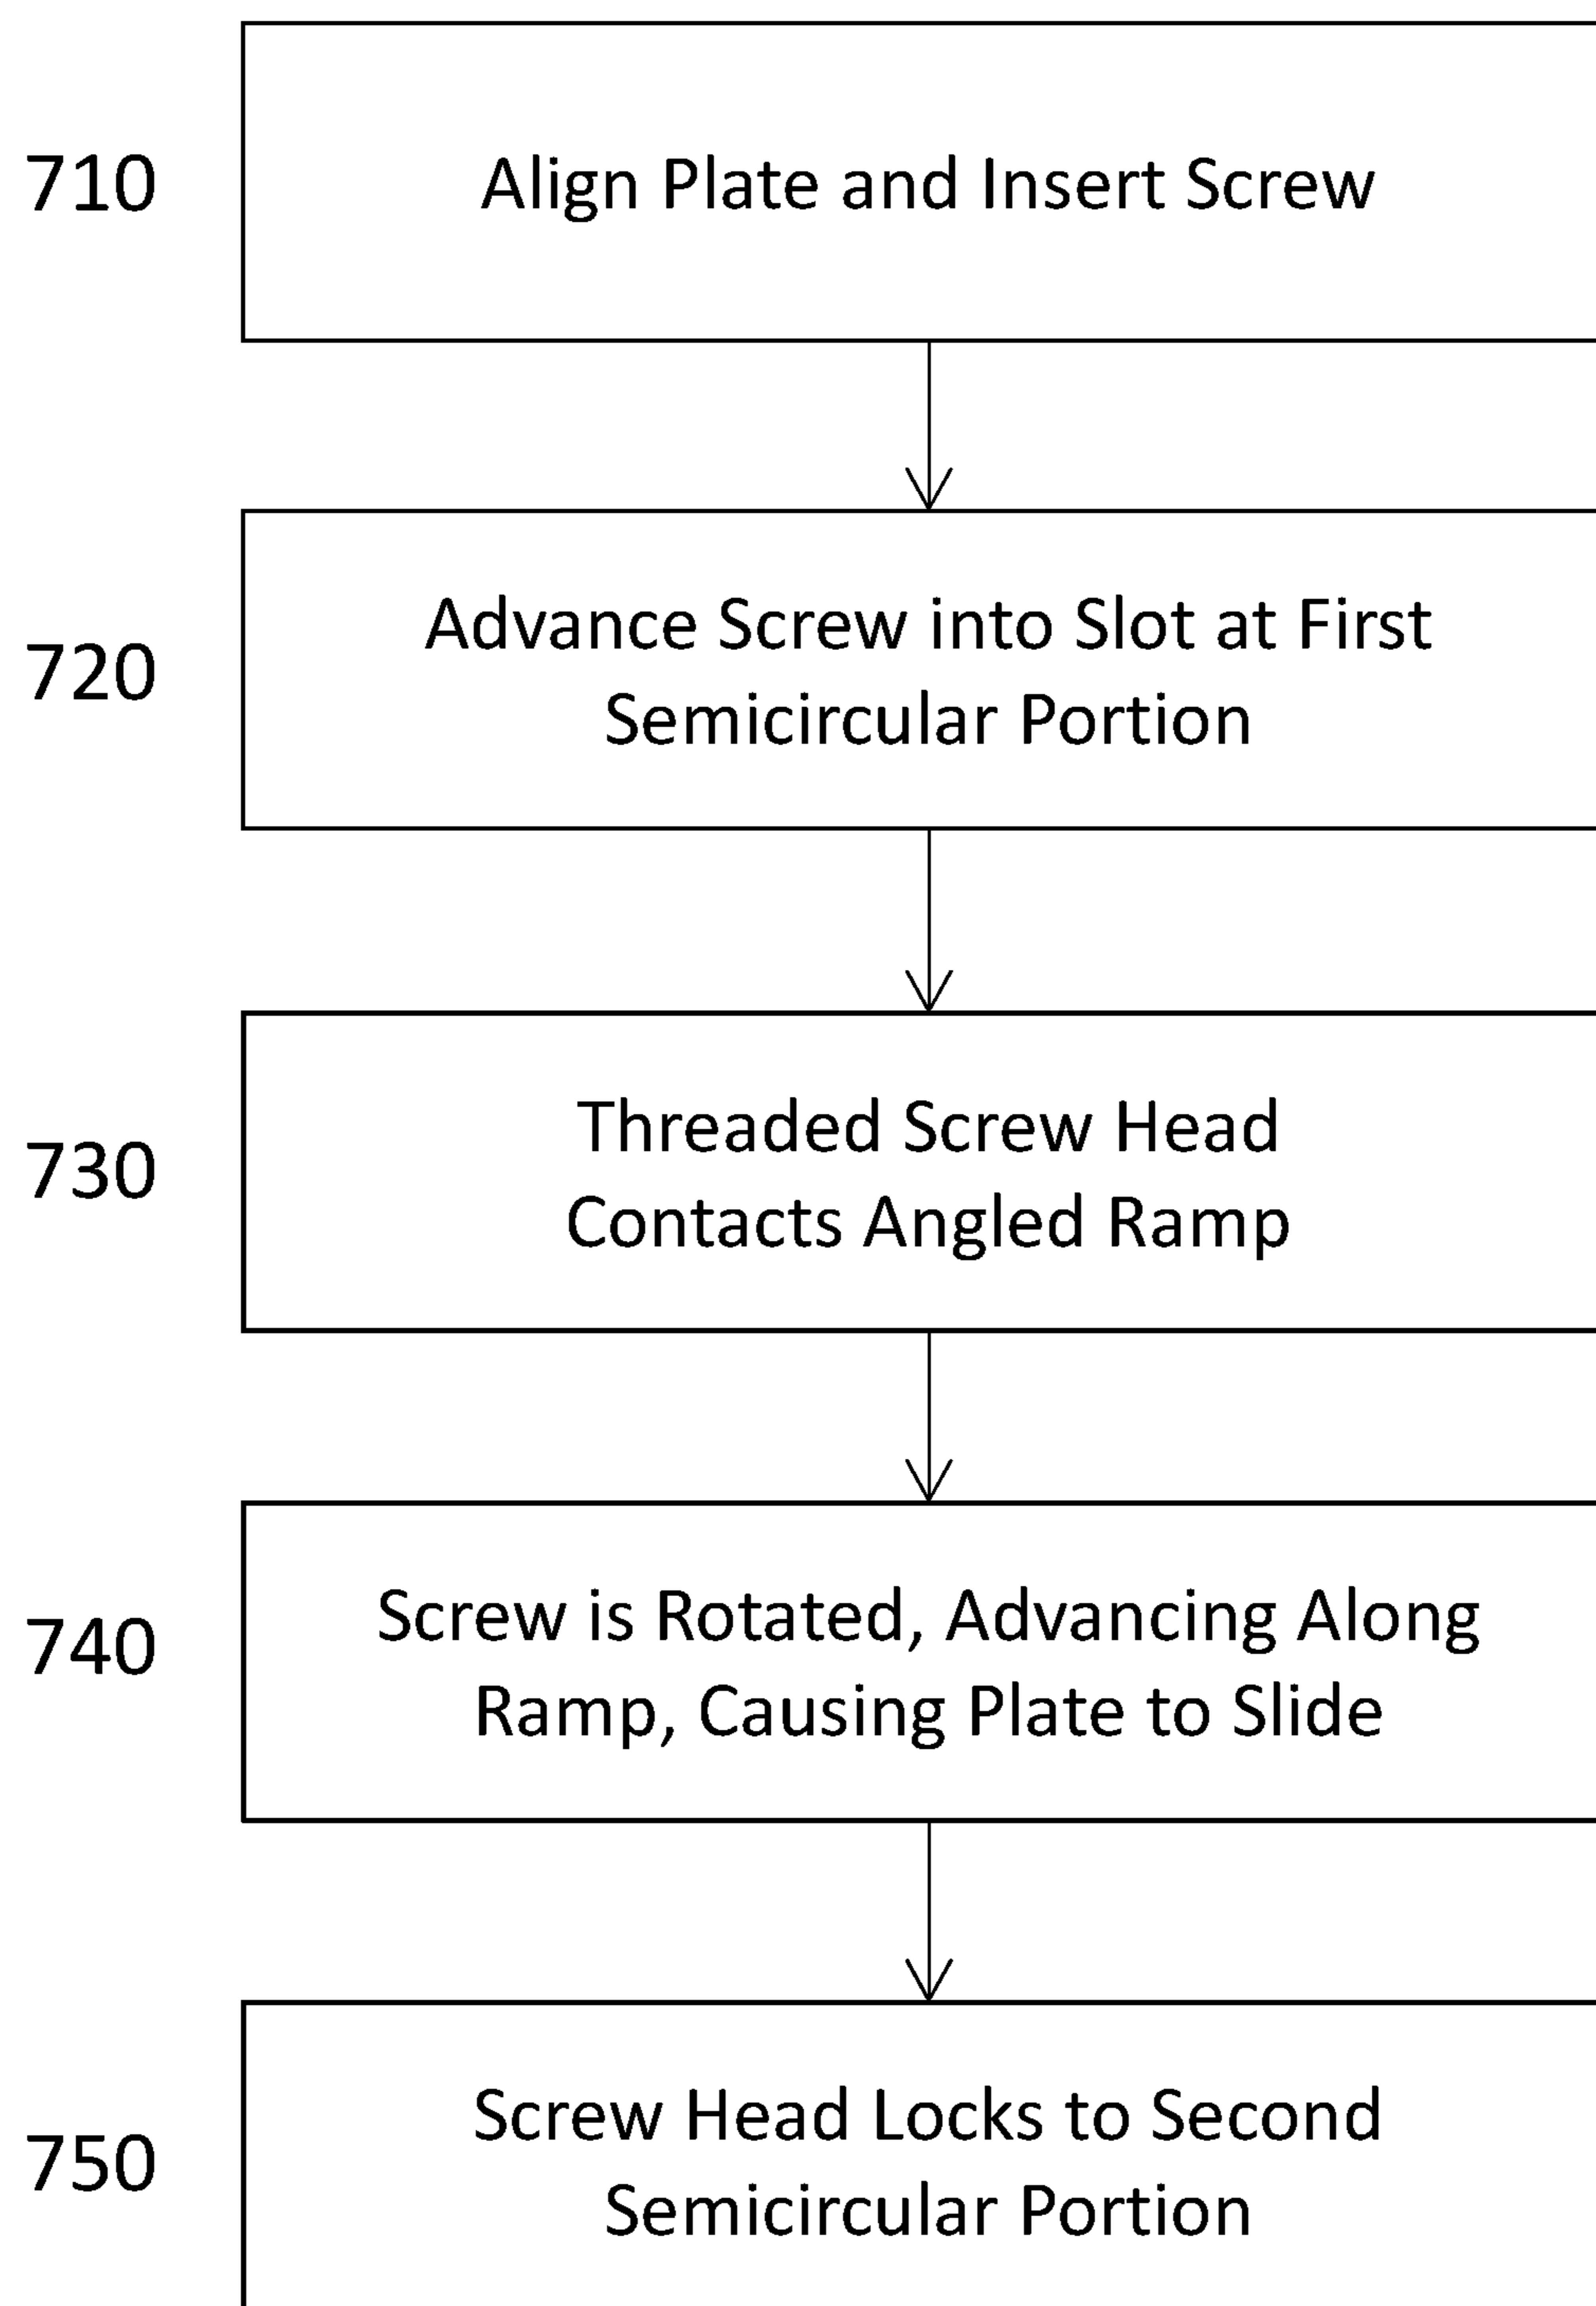 710
Align Plate and Insert Screw
720
Advance Screw into Slot at First
Semicircular Portion
730
Threaded Screw Head
Contacts Angled Ramp
740
Screw is Rotated, Advancing Along
Ramp, Causing Plate to Slide
750
Screw Head Locks to Second
Semicircular Portion